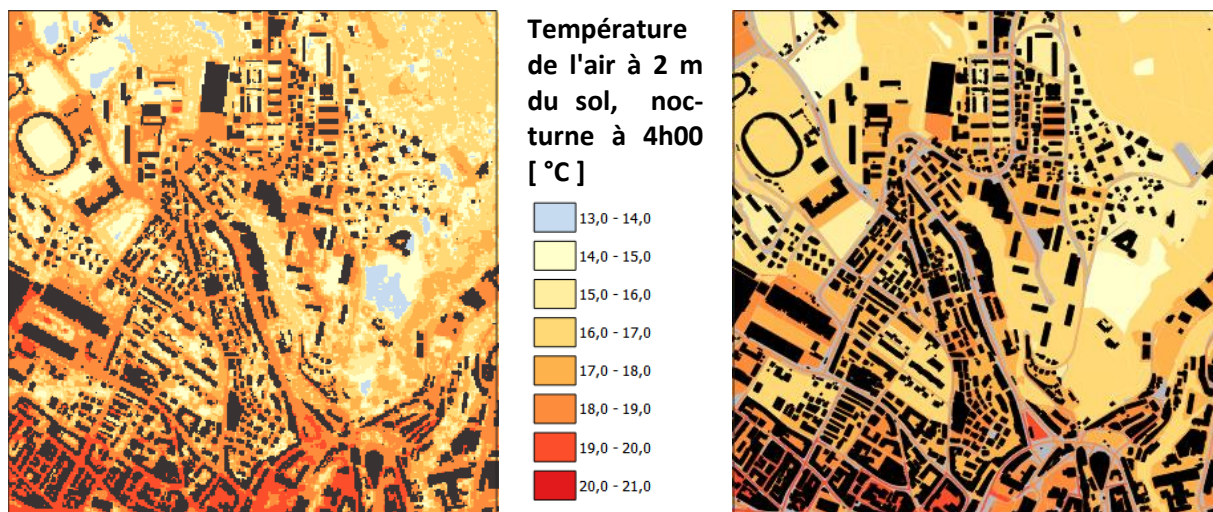 Température
de l'air à 2 m
du sol, noc-
turne à 4h00
[ °C ]
13,0 - 14,0
14,0 - 15,0
15,0 - 16,0
16,0 - 17,0
17,0 - 18,0
18,0 - 19,0
19,0 - 20,0
20,0 - 21,0